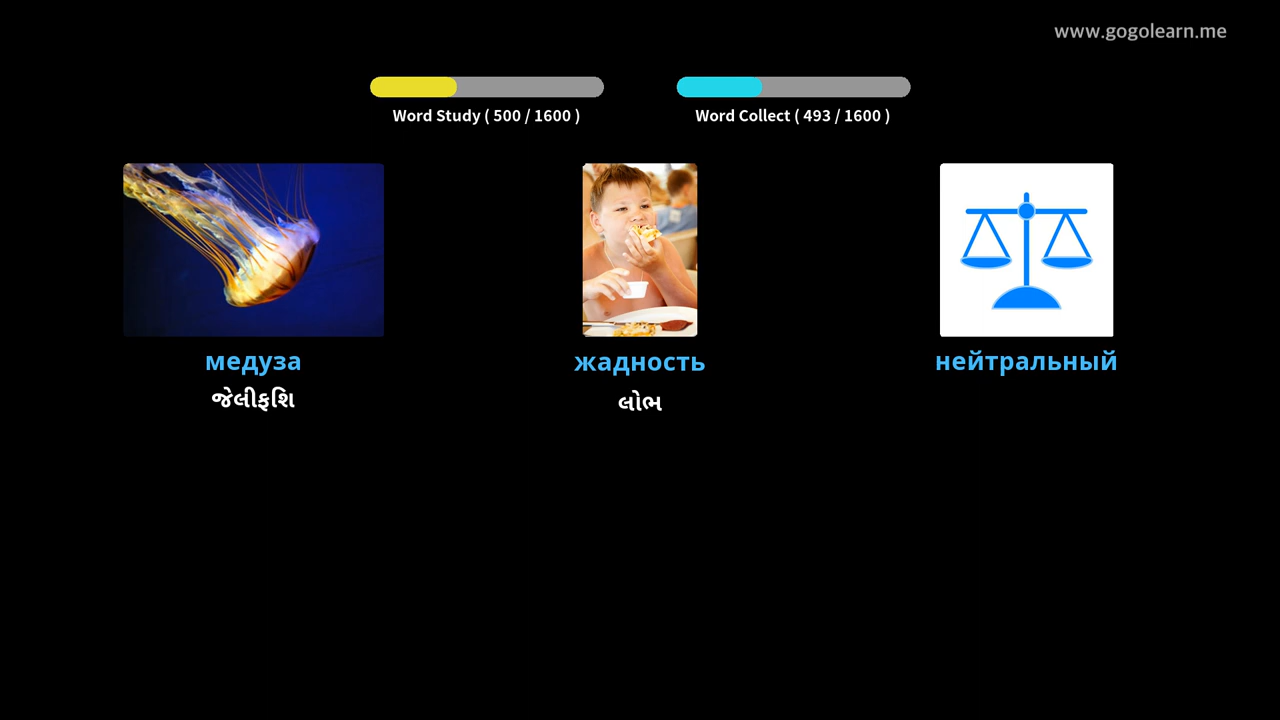 www.gogolearn.me
Word Study ( 500 / 1600 )
Word Collect ( 493 / 1600 )
медуза
жадность
нейтральный
જેલીફિશ
લોભ